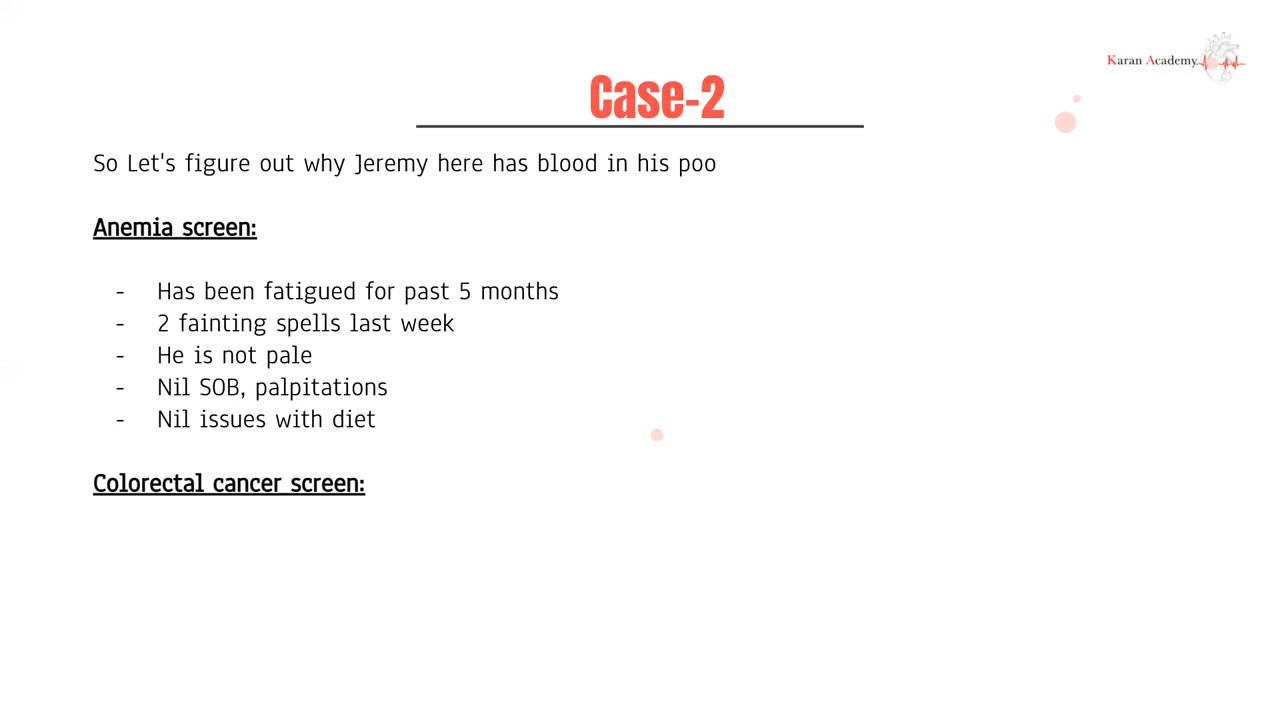 Karan Academy
Case-2
So Let's figure out why Jeremy here has blood in his poo
Anemia screen:
- Has been fatigued for past 5 months
- 2 fainting spells last week
- He is not pale
- Nil SOB, palpitations
- Nil issues with diet
Colorectal cancer screen: